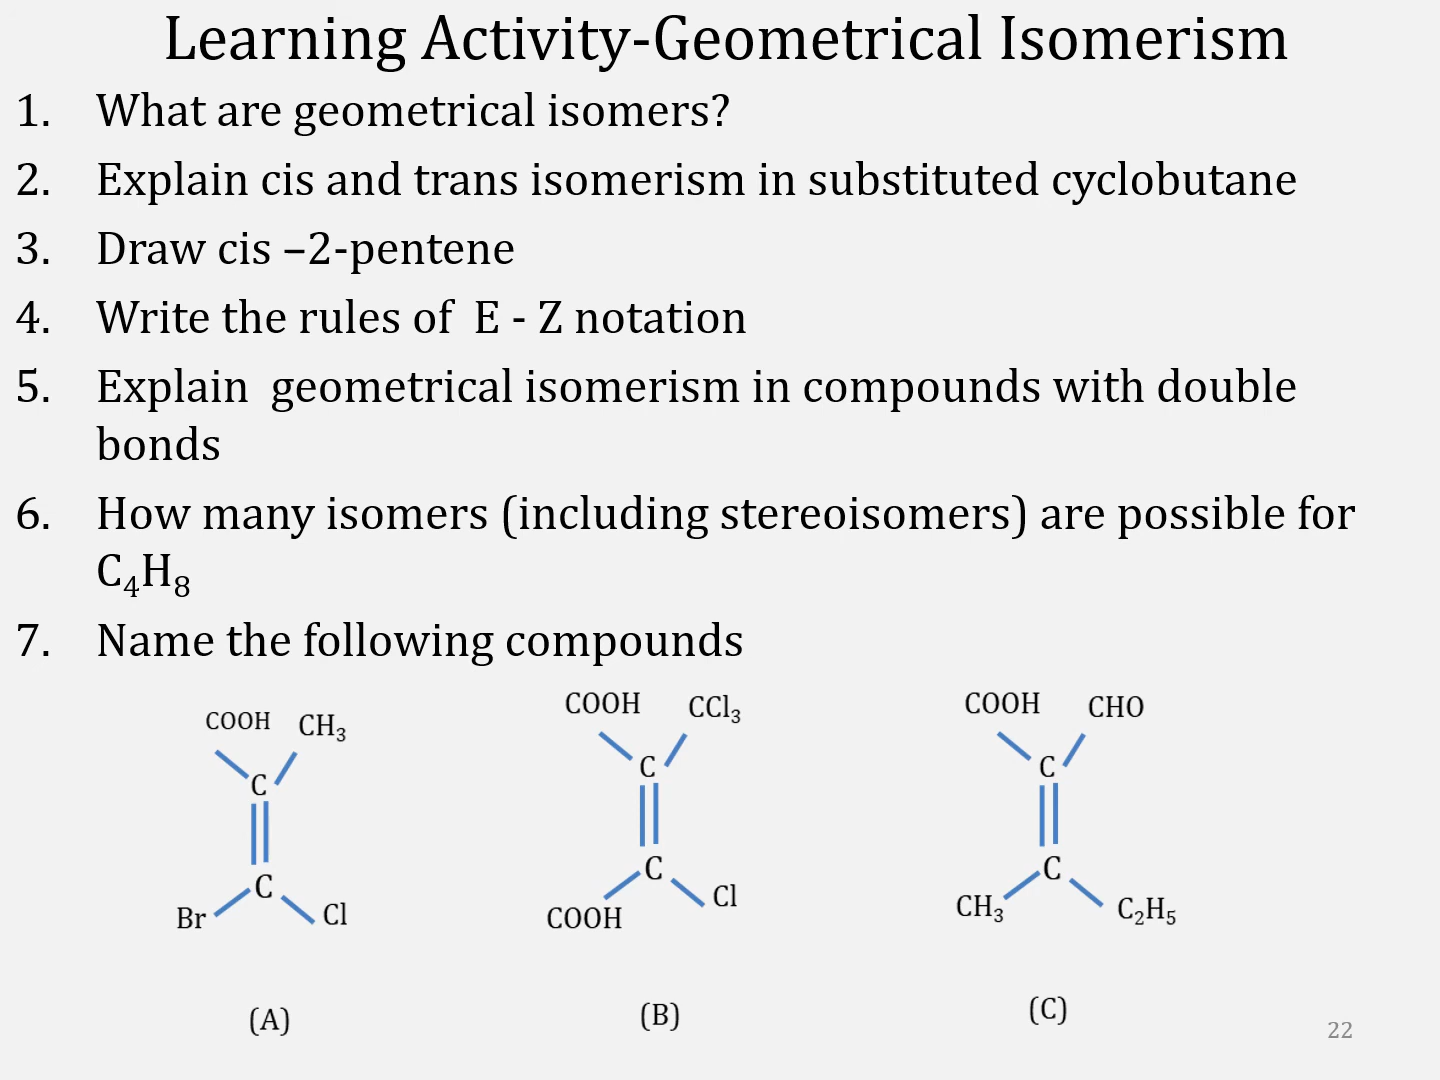 Learning Activity-Geometrical Isomerism
1. What are geometrical isomers?
2. Explain cis and trans isomerism in substituted cyclobutane
3. Draw cis –2-pentene
4. Write the rules of E - Z notation
5. Explain geometrical isomerism in compounds with double
bonds
6. How many isomers (including stereoisomers) are possible for
C₄H₈
7. Name the following compounds
COOH CH₃ COOH CCl₃ COOH CHO
C C C
C C C
Br Cl COOH Cl CH₃ C₂H₅
(A) (B) (C)
22